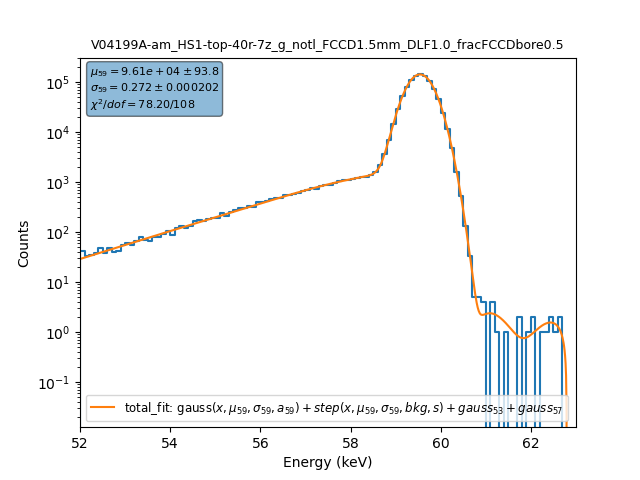 V04199A-am_HS1-top-40r-7z_g_notl_FCCD1.5mm_DLF1.0_fracFCCDbore0.5
μ₅₉ = 9.61e + 04 ± 93.8
σ₅₉ = 0.272 ± 0.000202
χ²/dof = 78.20/108
10⁵
10⁴
10³
10²
10¹
10⁰
10⁻¹
Counts
total_fit: gauss(x, μ₅₉, σ₅₉, a₅₉) + step(x, μ₅₉, σ₅₉, bkg, s) + gauss₅₃ + gauss₅₇
52 54 56 58 60 62
Energy (keV)